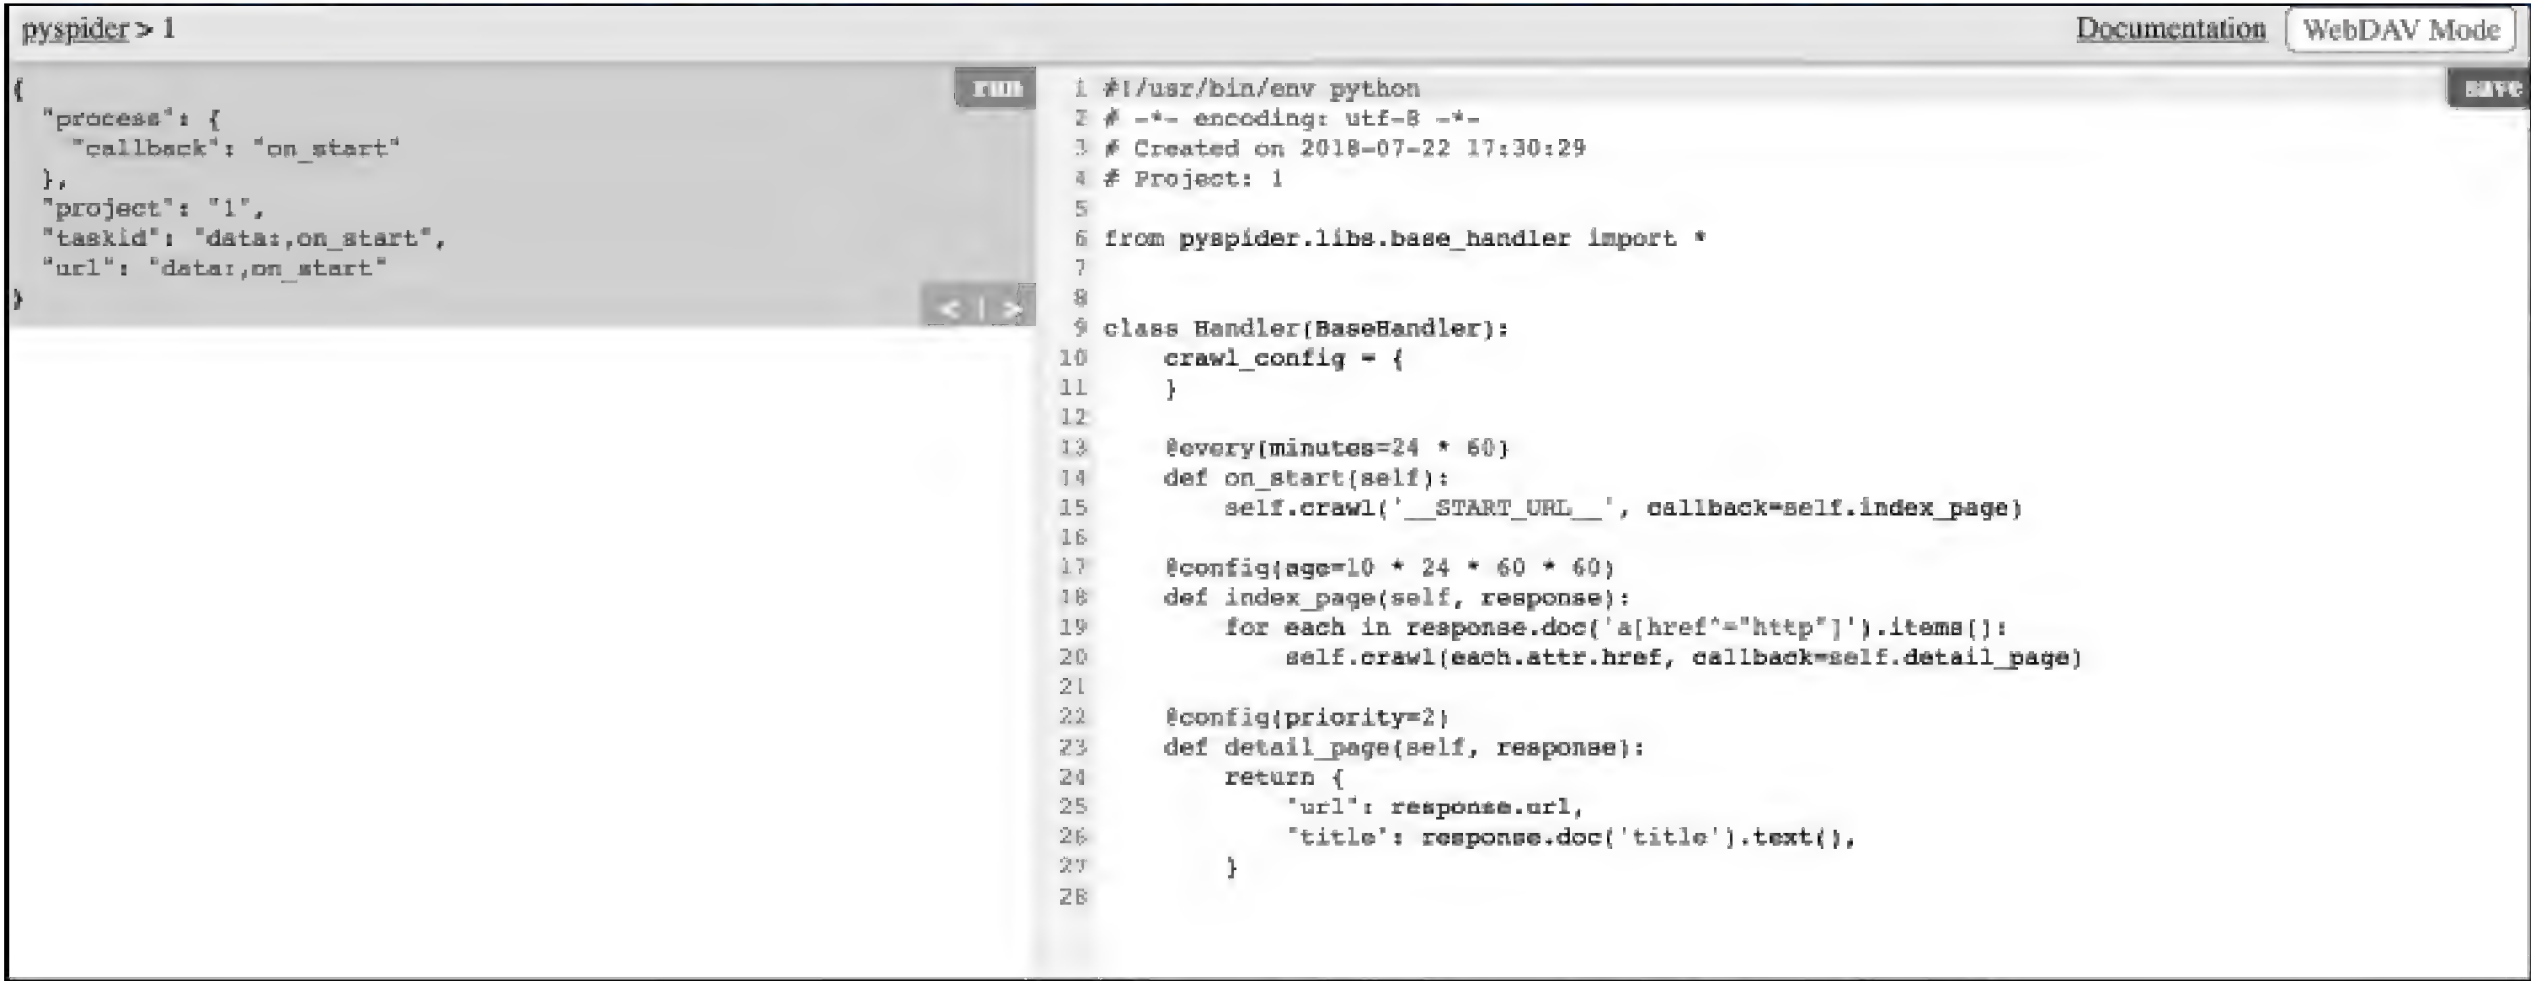 pyspider > 1
Documentation WebDAV Mode
{
  "process": {
    "callback": "on_start"
  },
  "project": "1",
  "taskid": "data:,on_start",
  "url": "data:,on_start"
}
run
< | >
save
1 #!/usr/bin/env python
2 # -*- encoding: utf-8 -*-
3 # Created on 2018-07-22 17:30:29
4 # Project: 1
5
6 from pyspider.libs.base_handler import *
7
8
9 class Handler(BaseHandler):
10     crawl_config = {
11     }
12
13     @every(minutes=24 * 60)
14     def on_start(self):
15         self.crawl('__START_URL__', callback=self.index_page)
16
17     @config(age=10 * 24 * 60 * 60)
18     def index_page(self, response):
19         for each in response.doc('a[href^="http"]').items():
20             self.crawl(each.attr.href, callback=self.detail_page)
21
22     @config(priority=2)
23     def detail_page(self, response):
24         return {
25             "url": response.url,
26             "title": response.doc('title').text(),
27         }
28